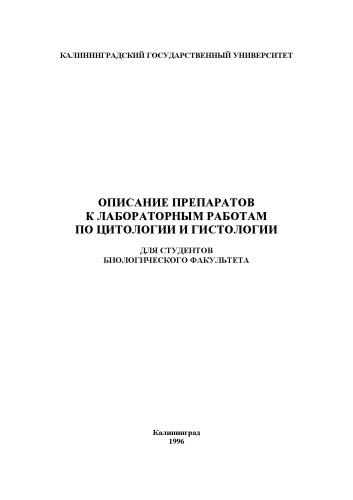 КАЛИНИНГРАДСКИЙ ГОСУДАРСТВЕННЫЙ УНИВЕРСИТЕТ
ОПИСАНИЕ ПРЕПАРАТОВ
К ЛАБОРАТОРНЫМ РАБОТАМ
ПО ЦИТОЛОГИИ И ГИСТОЛОГИИ
ДЛЯ СТУДЕНТОВ
БИОЛОГИЧЕСКОГО ФАКУЛЬТЕТА
Калининград
1996